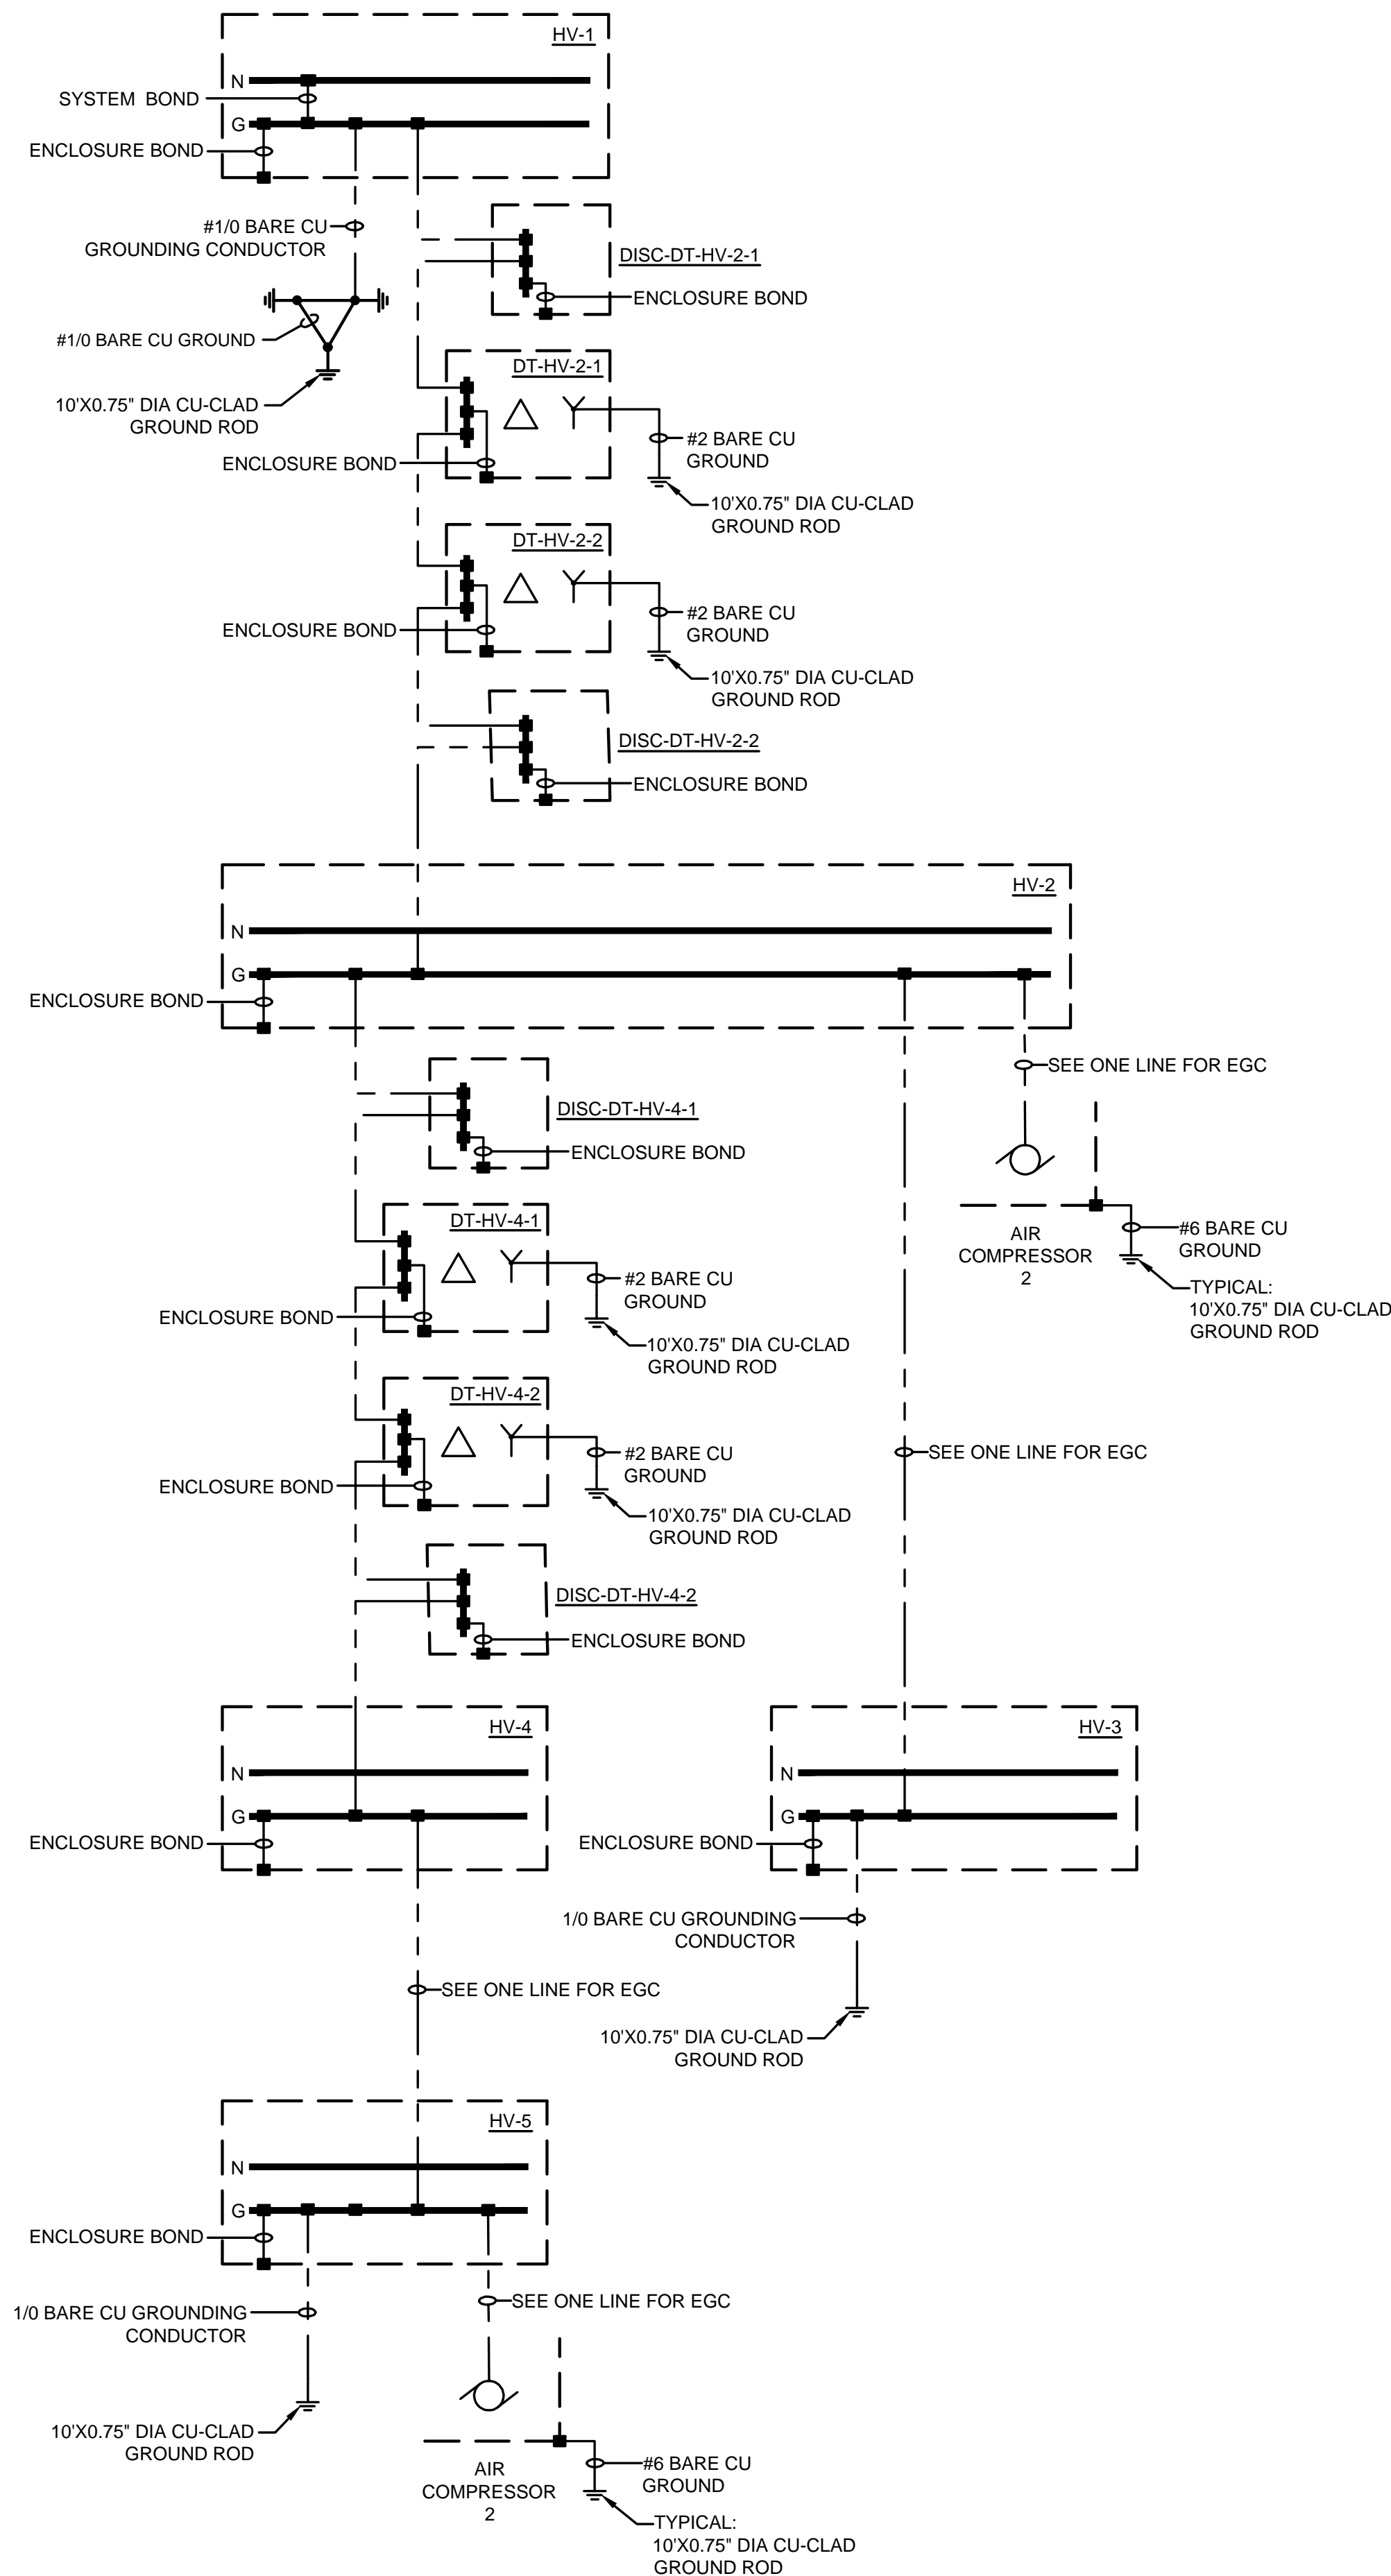 HV-1
N
SYSTEM BOND
G
ENCLOSURE BOND
#1/0 BARE CU
GROUNDING CONDUCTOR
DISC-DT-HV-2-1
ENCLOSURE BOND
#1/0 BARE CU GROUND
10'X0.75" DIA CU-CLAD
GROUND ROD
DT-HV-2-1
#2 BARE CU
GROUND
ENCLOSURE BOND
10'X0.75" DIA CU-CLAD
GROUND ROD
DT-HV-2-2
#2 BARE CU
GROUND
ENCLOSURE BOND
10'X0.75" DIA CU-CLAD
GROUND ROD
DISC-DT-HV-2-2
ENCLOSURE BOND
HV-2
N
G
ENCLOSURE BOND
SEE ONE LINE FOR EGC
DISC-DT-HV-4-1
ENCLOSURE BOND
DT-HV-4-1
#6 BARE CU
GROUND
AIR
COMPRESSOR
2
TYPICAL:
10'X0.75" DIA CU-CLAD
GROUND ROD
#2 BARE CU
GROUND
ENCLOSURE BOND
10'X0.75" DIA CU-CLAD
GROUND ROD
DT-HV-4-2
#2 BARE CU
GROUND
SEE ONE LINE FOR EGC
ENCLOSURE BOND
10'X0.75" DIA CU-CLAD
GROUND ROD
DISC-DT-HV-4-2
ENCLOSURE BOND
HV-4
N
G
ENCLOSURE BOND
HV-3
N
G
ENCLOSURE BOND
1/0 BARE CU GROUNDING
CONDUCTOR
SEE ONE LINE FOR EGC
10'X0.75" DIA CU-CLAD
GROUND ROD
HV-5
N
G
ENCLOSURE BOND
SEE ONE LINE FOR EGC
1/0 BARE CU GROUNDING
CONDUCTOR
10'X0.75" DIA CU-CLAD
GROUND ROD
AIR
COMPRESSOR
2
#6 BARE CU
GROUND
TYPICAL:
10'X0.75" DIA CU-CLAD
GROUND ROD